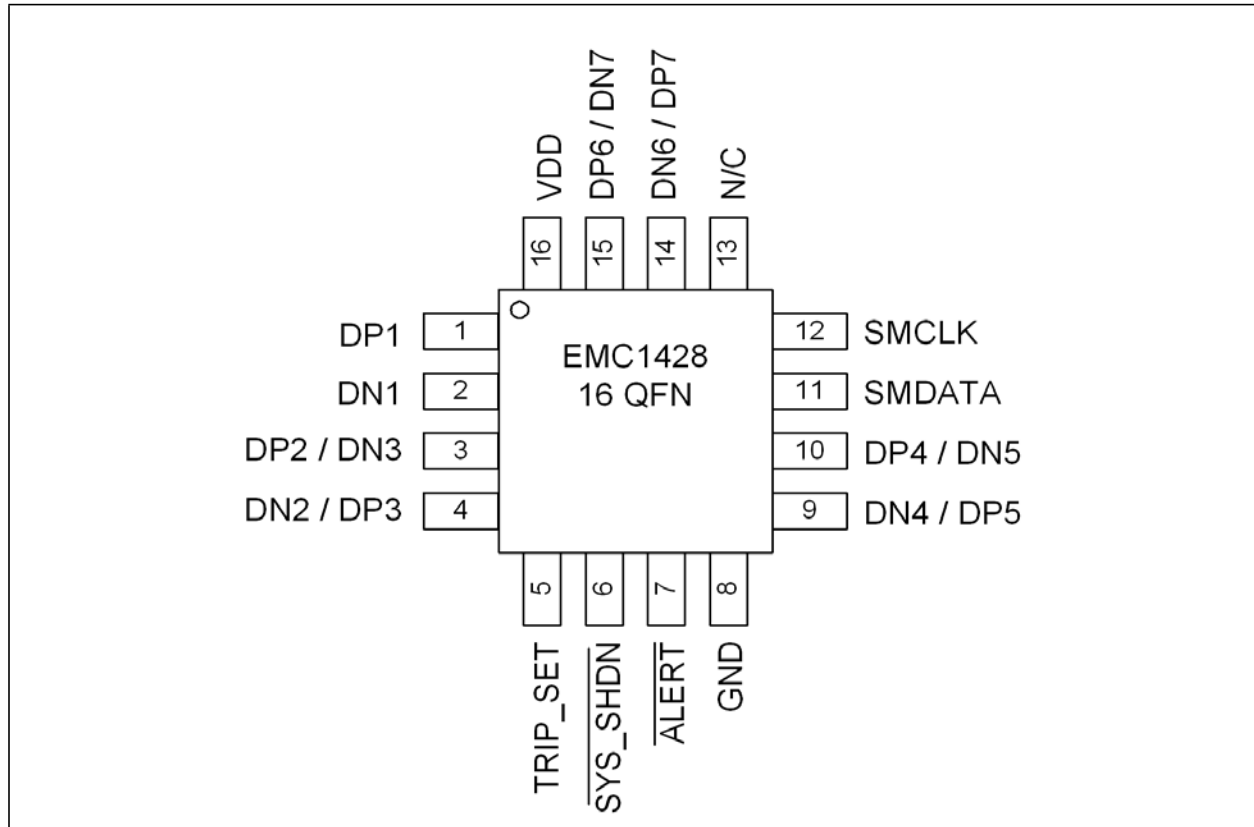 VDD
DP6 / DN7
DN6 / DP7
N/C
16
15
14
13
DP1
1
EMC1428
16 QFN
12
SMCLK
DN1
2
11
SMDATA
DP2 / DN3
3
10
DP4 / DN5
DN2 / DP3
4
9
DN4 / DP5
5
6
7
8
TRIP_SET
SYS_SHDN
ALERT
GND